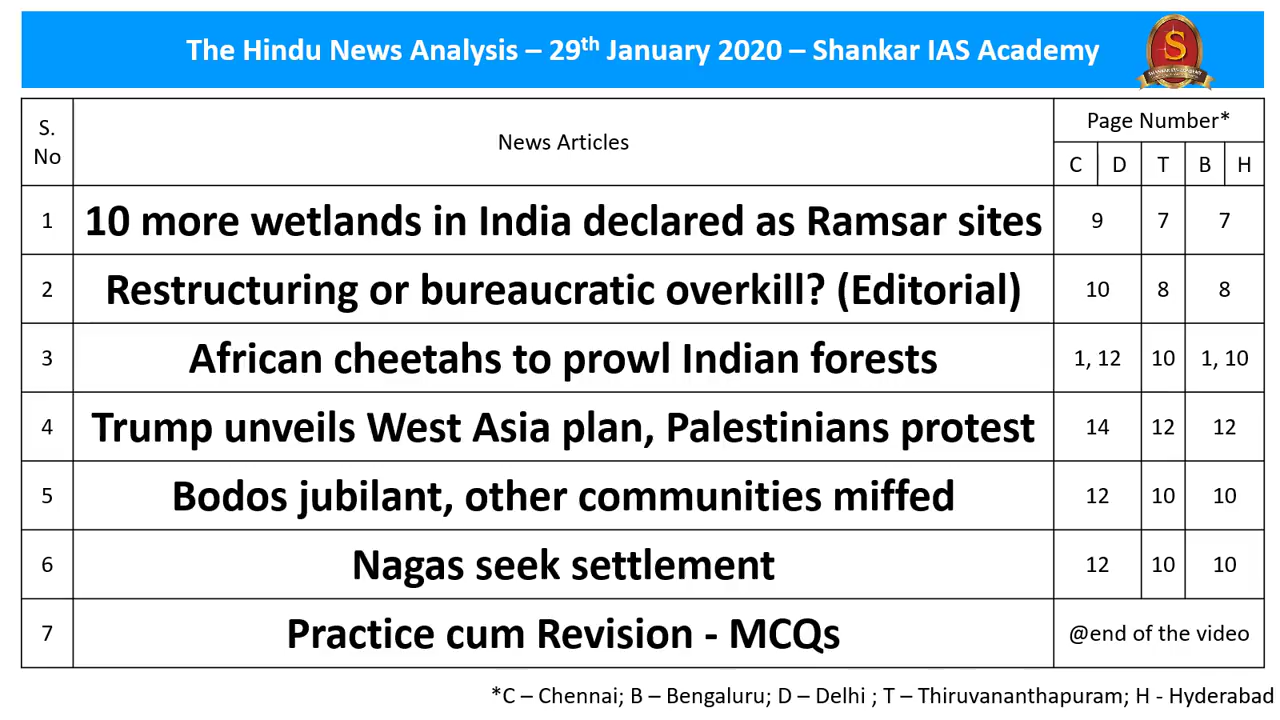 The Hindu News Analysis – 29th January 2020 – Shankar IAS Academy
S
S. No
News Articles
Page Number*
C D T B H
1 10 more wetlands in India declared as Ramsar sites 9 7 7
2 Restructuring or bureaucratic overkill? (Editorial) 10 8 8
3 African cheetahs to prowl Indian forests 1, 12 10 1, 10
4 Trump unveils West Asia plan, Palestinians protest 14 12 12
5 Bodos jubilant, other communities miffed 12 10 10
6 Nagas seek settlement 12 10 10
7 Practice cum Revision - MCQs @end of the video
*C – Chennai; B – Bengaluru; D – Delhi ; T – Thiruvananthapuram; H - Hyderabad